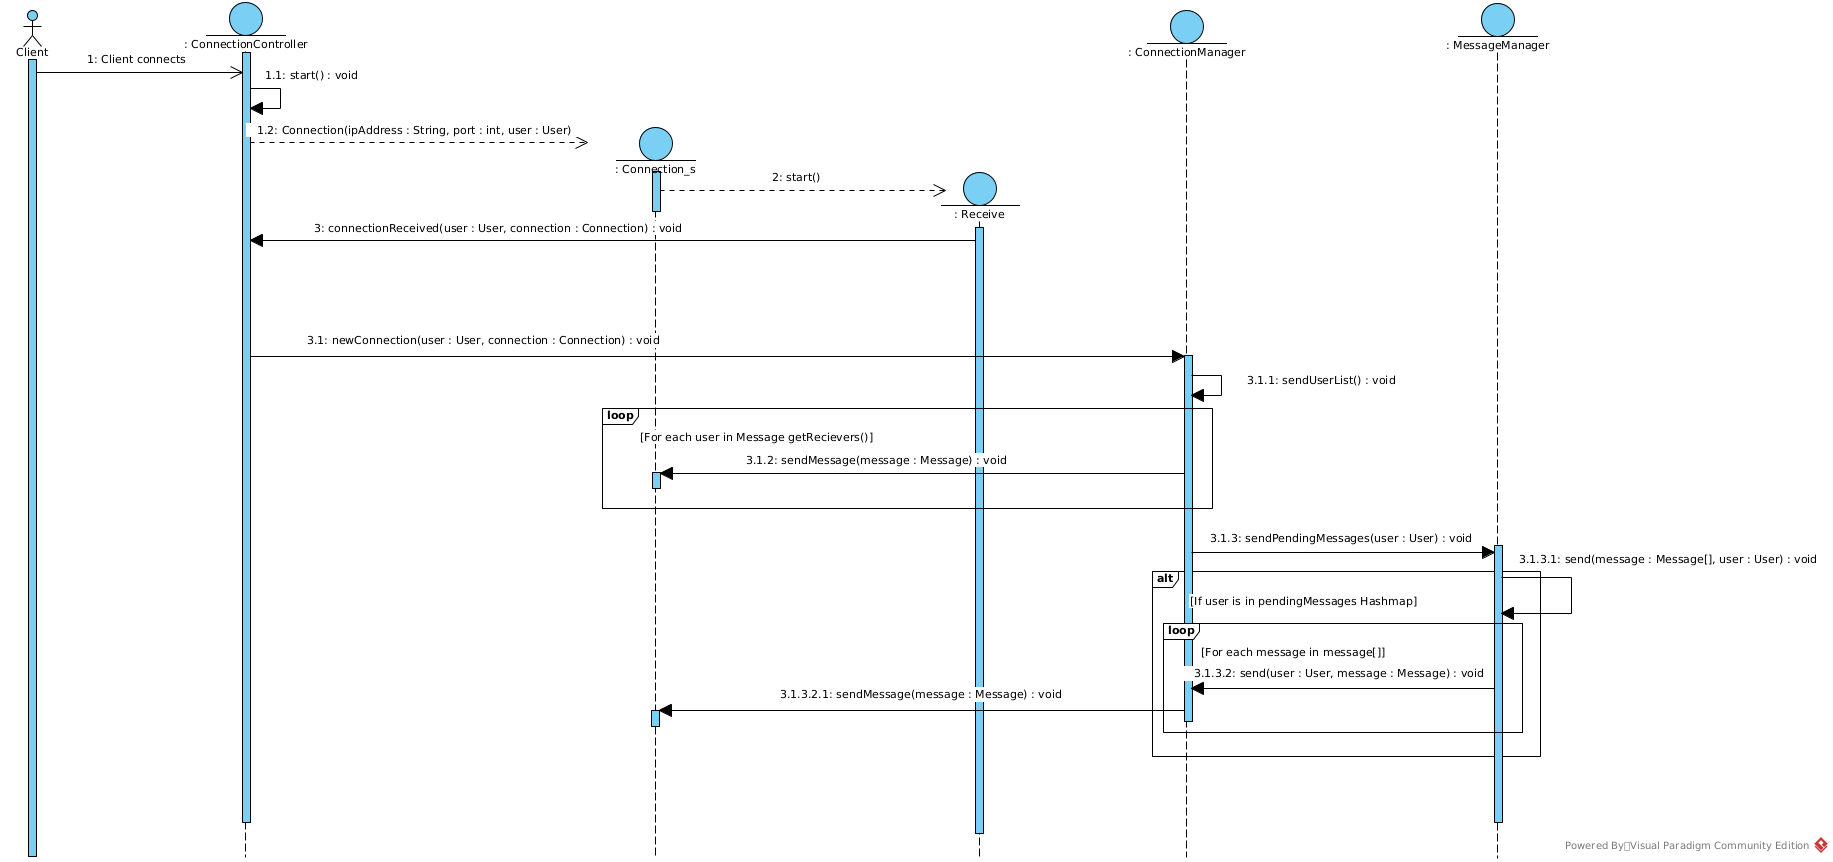 Client
: ConnectionController
: ConnectionManager
: MessageManager
1: Client connects
1.1: start() : void
1.2: Connection(ipAddress : String, port : int, user : User)
: Connection_s
2: start()
: Receive
3: connectionReceived(user : User, connection : Connection) : void
3.1: newConnection(user : User, connection : Connection) : void
3.1.1: sendUserList() : void
loop
[For each user in Message getRecievers()]
3.1.2: sendMessage(message : Message) : void
3.1.3: sendPendingMessages(user : User) : void
3.1.3.1: send(message : Message[], user : User) : void
alt
[If user is in pendingMessages Hashmap]
loop
[For each message in message[]]
3.1.3.2: send(user : User, message : Message) : void
3.1.3.2.1: sendMessage(message : Message) : void
Powered By▯Visual Paradigm Community Edition